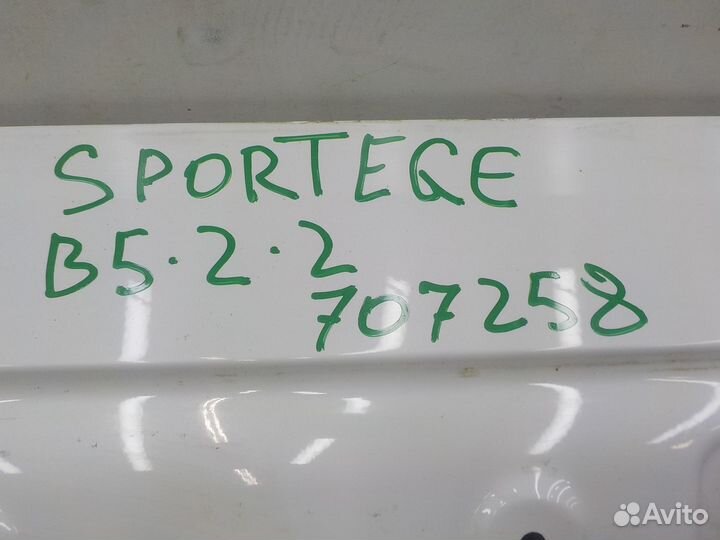 SPORTEGE
B5.2.2
707258
Avito